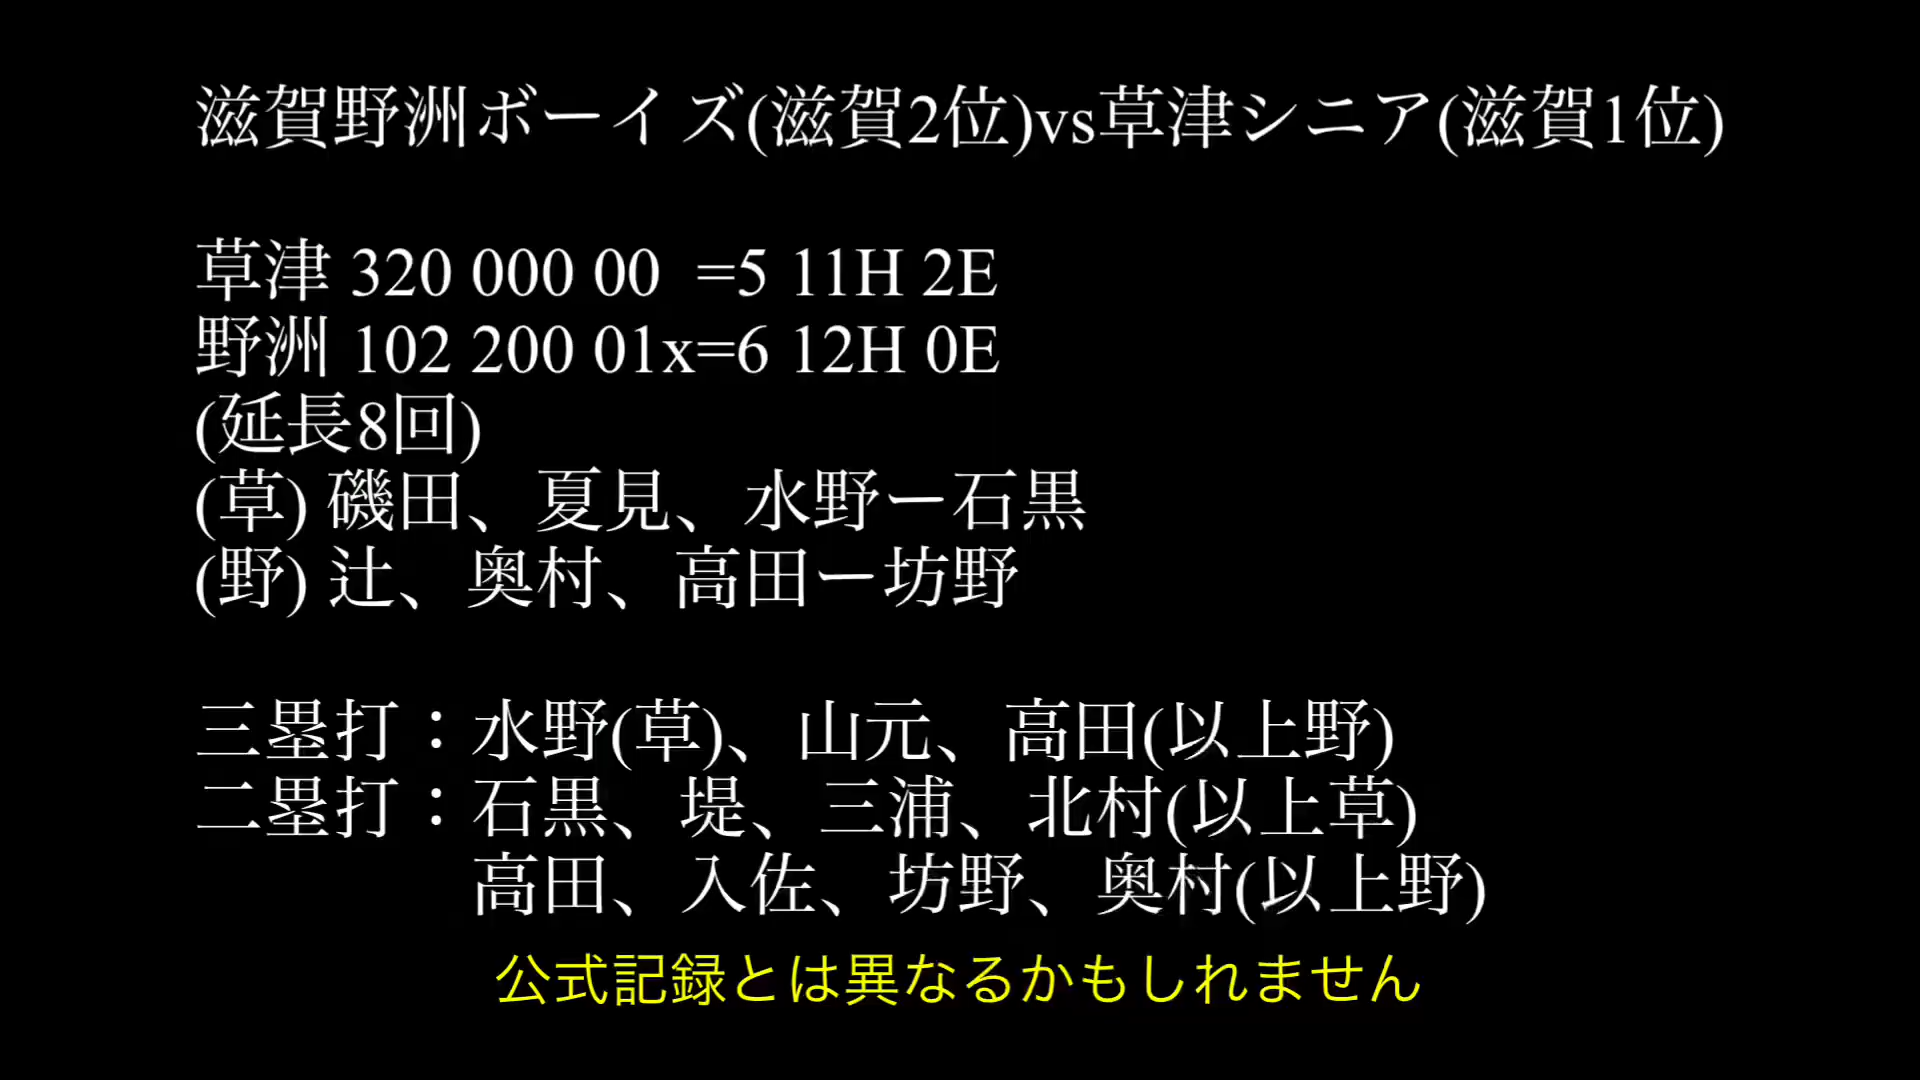 滋賀野洲ボーイズ(滋賀2位)vs草津シニア(滋賀1位)
草津 320 000 00 =5 11H 2E
野洲 102 200 01x=6 12H 0E
(延長8回)
(草) 磯田、夏見、水野ー石黒
(野) 辻、奥村、高田ー坊野
三塁打：水野(草)、山元、高田(以上野)
二塁打：石黒、堤、三浦、北村(以上草)
高田、入佐、坊野、奥村(以上野)
公式記録とは異なるかもしれません